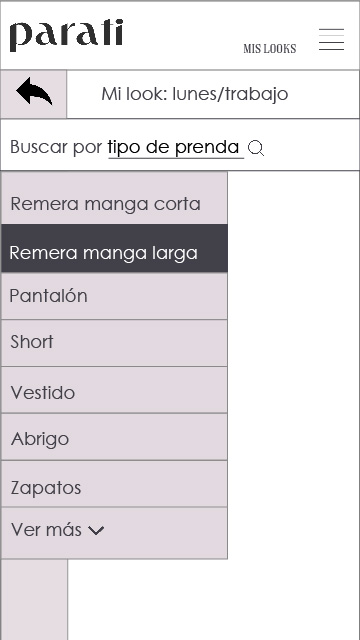 parati
MIS LOOKS
Mi look: lunes/trabajo
Buscar por tipo de prenda
Remera manga corta
Remera manga larga
Pantalón
Short
Vestido
Abrigo
Zapatos
Ver más